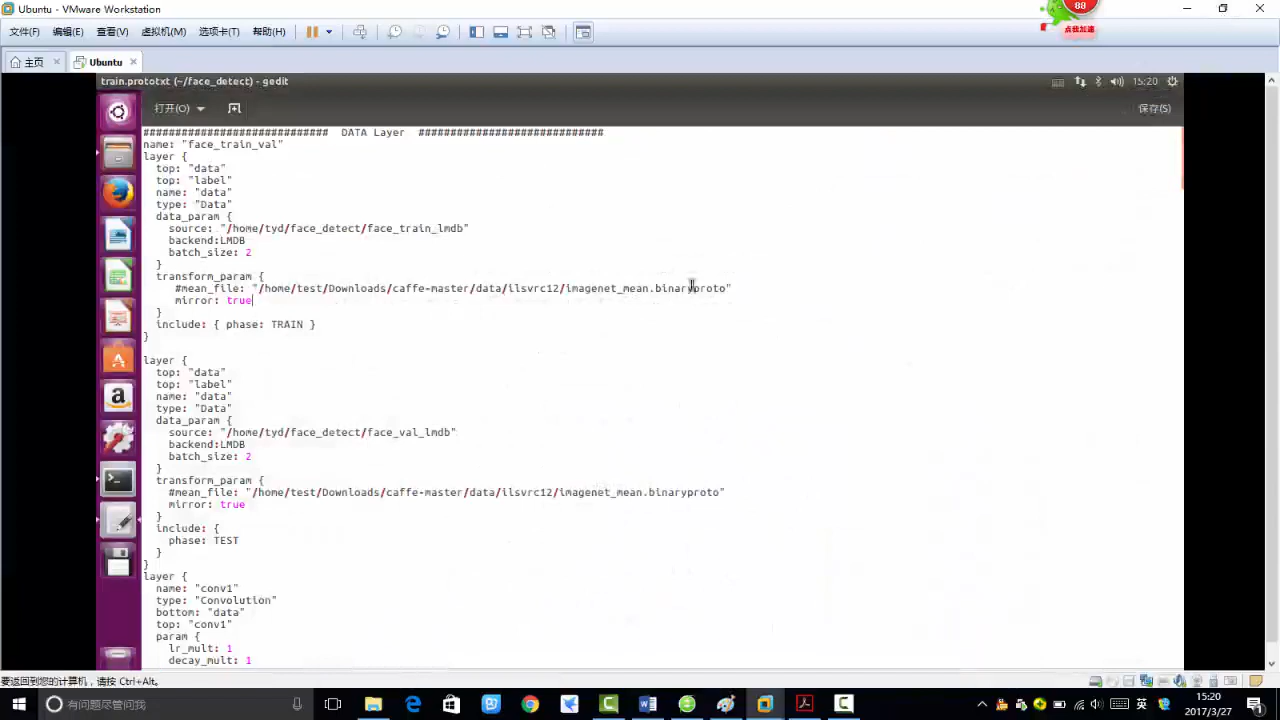 Ubuntu - VMware Workstation
88
点我加速
文件(F) 编辑(E) 查看(V) 虚拟机(M) 选项卡(T) 帮助(H)
主页 Ubuntu
train.prototxt (~/face_detect) - gedit
15:20
打开(O) 保存(S)
############################# DATA Layer #############################
name: "face_train_val"
layer {
top: "data"
top: "label"
name: "data"
type: "Data"
data_param {
source: "/home/tyd/face_detect/face_train_lmdb"
backend:LMDB
batch_size: 2
}
transform_param {
#mean_file: "/home/test/Downloads/caffe-master/data/ilsvrc12/imagenet_mean.binaryproto"
mirror: true
}
include: { phase: TRAIN }
}
layer {
top: "data"
top: "label"
name: "data"
type: "Data"
data_param {
source: "/home/tyd/face_detect/face_val_lmdb"
backend:LMDB
batch_size: 2
}
transform_param {
#mean_file: "/home/test/Downloads/caffe-master/data/ilsvrc12/imagenet_mean.binaryproto"
mirror: true
}
include: {
phase: TEST
}
}
layer {
name: "conv1"
type: "Convolution"
bottom: "data"
top: "conv1"
param {
lr_mult: 1
decay_mult: 1
要返回到您的计算机，请按 Ctrl+Alt。
有问题尽管问我
英
15:20
2017/3/27